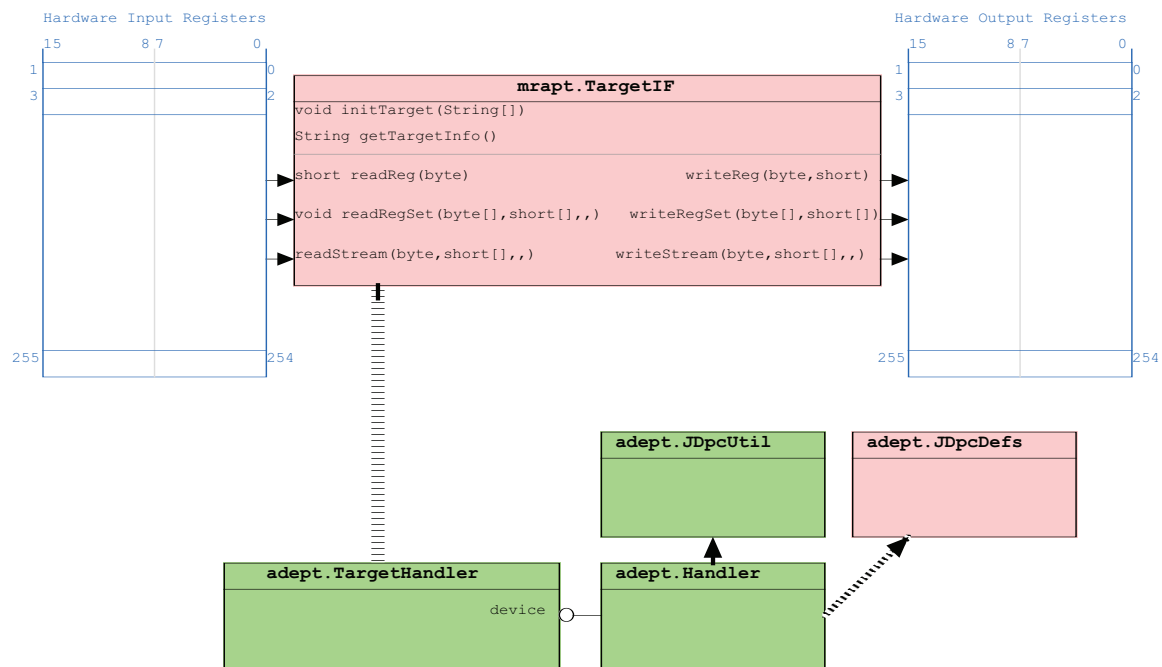 Hardware Input Registers
Hardware Output Registers
15 8 7 0
15 8 7 0
1 0
3 2
1 0
3 2
mrapt.TargetIF
void initTarget(String[])
String getTargetInfo()
short readReg(byte) writeReg(byte,short)
void readRegSet(byte[],short[],,) writeRegSet(byte[],short[])
readStream(byte,short[],,) writeStream(byte,short[],,)
255 254
255 254
adept.JDpcUtil
adept.JDpcDefs
adept.TargetHandler
adept.Handler
device